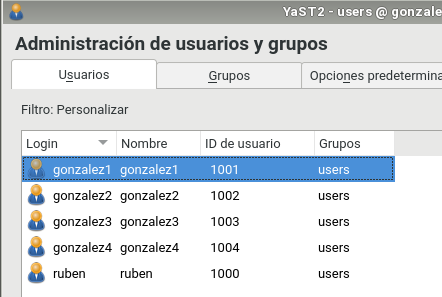 YaST2 - users @ gonzale
Administración de usuarios y grupos
Usuarios Grupos Opciones predetermina
Filtro: Personalizar
Login Nombre ID de usuario Grupos
gonzalez1 gonzalez1 1001 users
gonzalez2 gonzalez2 1002 users
gonzalez3 gonzalez3 1003 users
gonzalez4 gonzalez4 1004 users
ruben ruben 1000 users